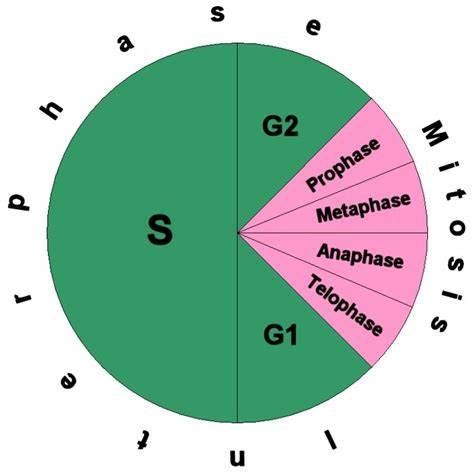 Interphase
Mitosis
G2
Prophase
Metaphase
S
Anaphase
Telophase
G1